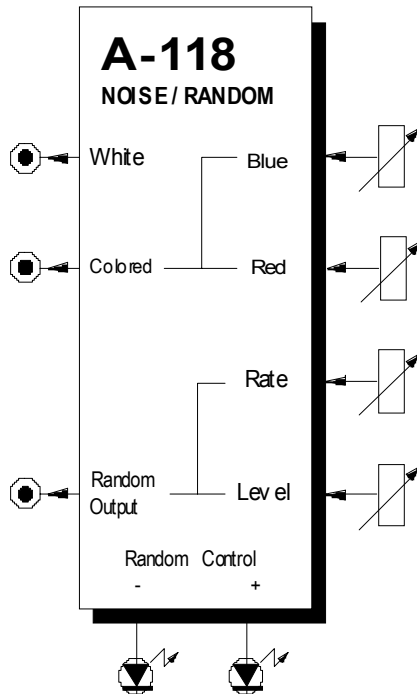 A-118
NOISE / RANDOM
White
Blue
Colored
Red
Rate
Random
Output
Level
Random Control
- +